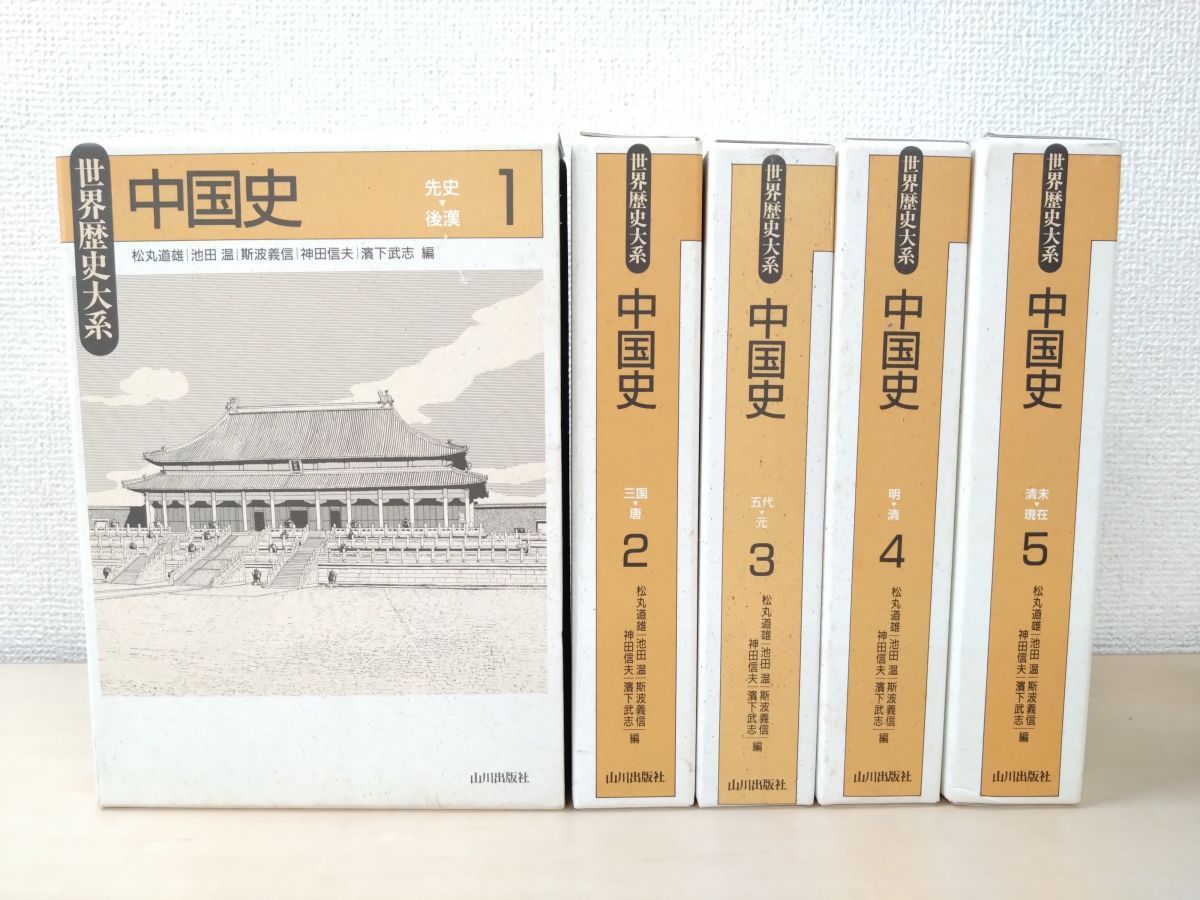 世界歴史大系
中国史
先史
▼
後漢
1
松丸道雄|池田 温|斯波義信|神田信夫|濱下武志 編
山川出版社
世界歴史大系
中国史
三国
▼
唐
2
松丸道雄|池田 温|斯波義信
神田信夫|濱下武志|編
山川出版社
世界歴史大系
中国史
五代
▼
元
3
松丸道雄|池田 温|斯波義信
神田信夫|濱下武志|編
山川出版社
世界歴史大系
中国史
明
▼
清
4
松丸道雄|池田 温|斯波義信
神田信夫|濱下武志|編
山川出版社
世界歴史大系
中国史
清末
▼
現在
5
松丸道雄|池田 温|斯波義信
神田信夫|濱下武志|編
山川出版社